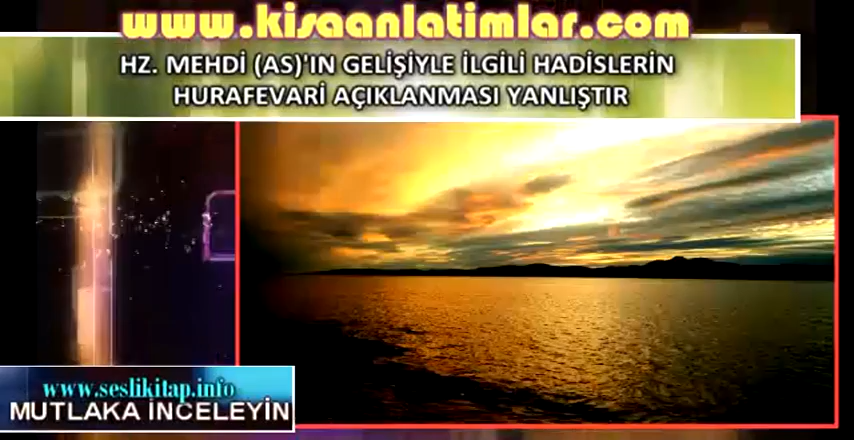 www.kisaanlatimlar.com
HZ. MEHDİ (AS)'IN GELİŞİYLE İLGİLİ HADİSLERİN
HURAFEVARİ AÇIKLANMASI YANLIŞTIR
www.seslikitap.info
MUTLAKA İNCELEYİN